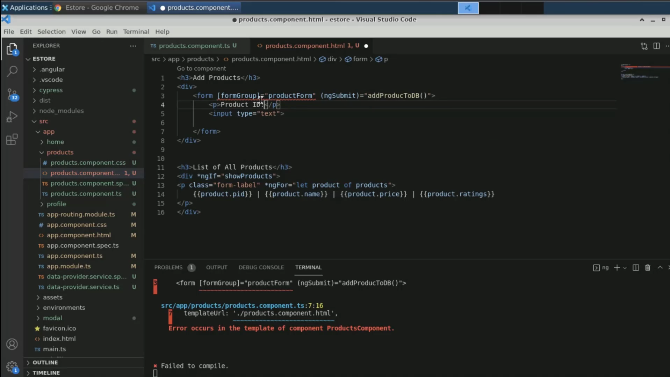 Applications
Estore - Google Chrome
products.component....
products.component.html - estore - Visual Studio Code
File Edit Selection View Go Run Terminal Help
EXPLORER
products.component.ts U
products.component.html 1, U
ESTORE
src > app > products > products.component.html > div > form > p
Go to component
.angular
.vscode
cypress
dist
node_modules
src
app
home
products
products.component.css U
products.component.... 1, U
products.component.sp... U
products.component.ts U
profile
app-routing.module.ts M
app.component.css M
app.component.html M
app.component.spec.ts
app.component.ts M
app.module.ts M
data-provider.service.sp... U
data-provider.service.ts U
assets
environments
modal
favicon.ico
index.html
main.ts
OUTLINE
TIMELINE
1 <h3>Add Products</h3>
2 <div>
3 <form [formGroup]="productForm" (ngSubmit)="addProducToDB()">
4 <p>Product ID</p>
5 <input type="text">
6
7 </form>
8 </div>
9
10
11 <h3>List of All Products</h3>
12 <div *ngIf="showProducts">
13 <p class="form-label" *ngFor="let product of products">
14 {{product.pid}} | {{product.name}} | {{product.price}} | {{product.ratings}}
15 </p>
16 </div>
PROBLEMS 1 OUTPUT DEBUG CONSOLE TERMINAL
ng
<form [formGroup]="productForm" (ngSubmit)="addProducToDB()">
src/app/products/products.component.ts:7:16
7 templateUrl: './products.component.html',
Error occurs in the template of component ProductsComponent.
Failed to compile.